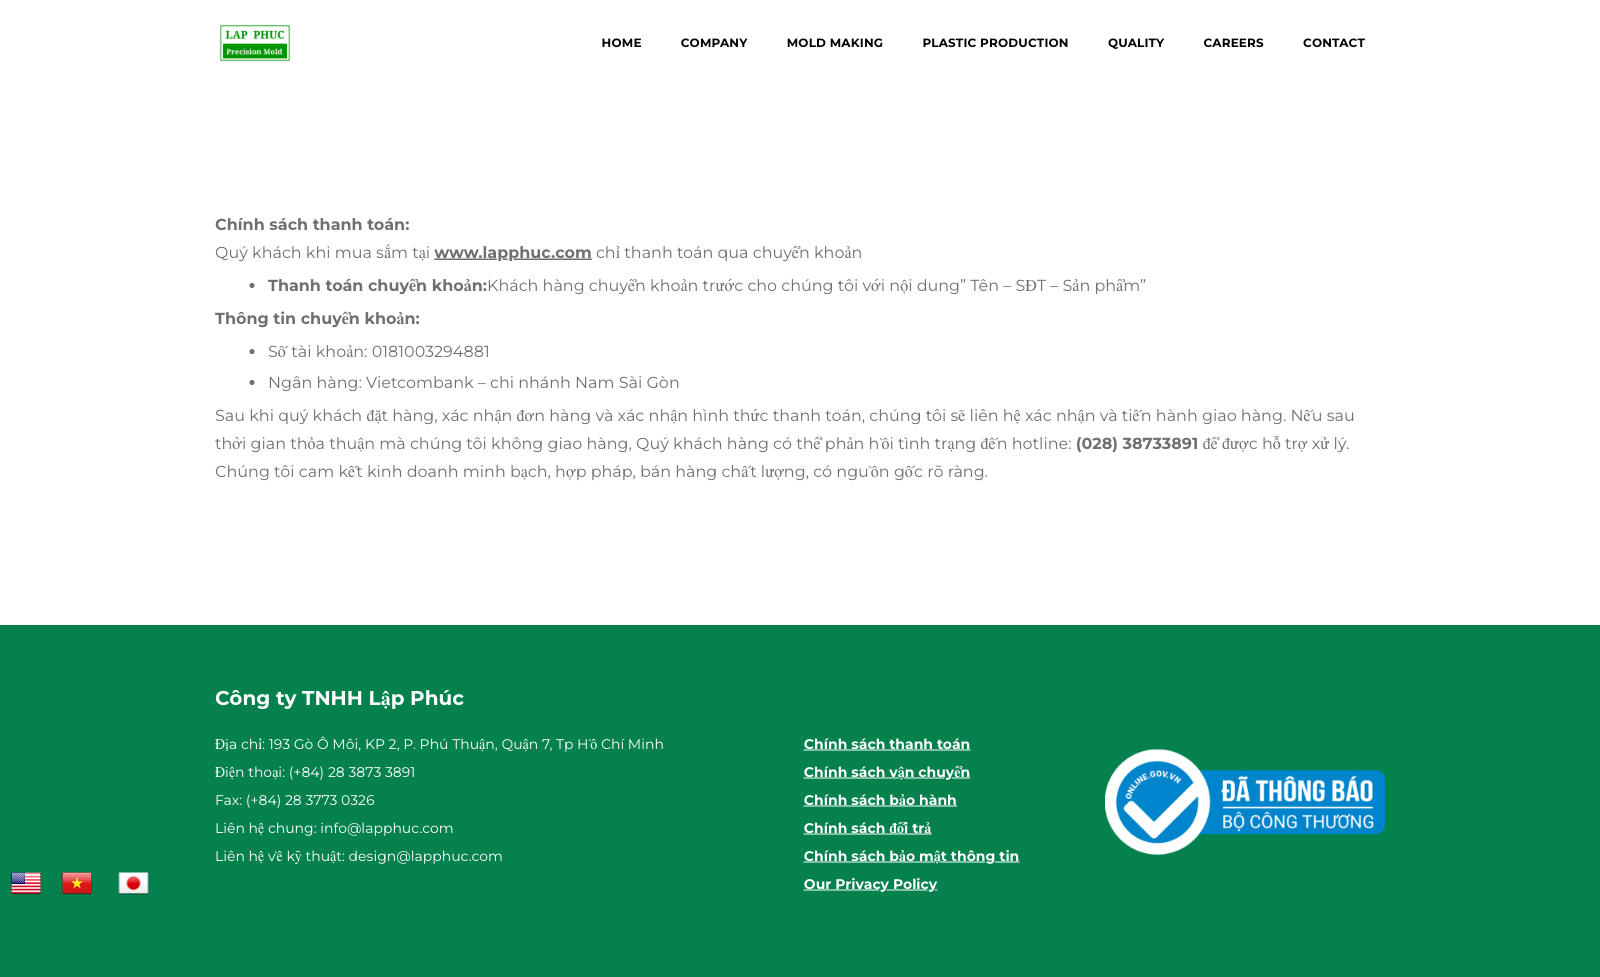 LAP PHUC
Precision Mold
HOME COMPANY MOLD MAKING PLASTIC PRODUCTION QUALITY CAREERS CONTACT
Chính sách thanh toán:
Quý khách khi mua sắm tại www.lapphuc.com chỉ thanh toán qua chuyển khoản
• Thanh toán chuyển khoản:Khách hàng chuyển khoản trước cho chúng tôi với nội dung” Tên – SĐT – Sản phẩm”
Thông tin chuyển khoản:
• Số tài khoản: 0181003294881
• Ngân hàng: Vietcombank – chi nhánh Nam Sài Gòn
Sau khi quý khách đặt hàng, xác nhận đơn hàng và xác nhận hình thức thanh toán, chúng tôi sẽ liên hệ xác nhận và tiến hành giao hàng. Nếu sau
thời gian thỏa thuận mà chúng tôi không giao hàng, Quý khách hàng có thể phản hồi tình trạng đến hotline: (028) 38733891 để được hỗ trợ xử lý.
Chúng tôi cam kết kinh doanh minh bạch, hợp pháp, bán hàng chất lượng, có nguồn gốc rõ ràng.
Công ty TNHH Lập Phúc
Địa chỉ: 193 Gò Ô Môi, KP 2, P. Phú Thuận, Quận 7, Tp Hồ Chí Minh
Điện thoại: (+84) 28 3873 3891
Fax: (+84) 28 3773 0326
Liên hệ chung: info@lapphuc.com
Liên hệ về kỹ thuật: design@lapphuc.com
Chính sách thanh toán
Chính sách vận chuyển
Chính sách bảo hành
Chính sách đổi trả
Chính sách bảo mật thông tin
Our Privacy Policy
ONLINE.GOV.VN
ĐÃ THÔNG BÁO
BỘ CÔNG THƯƠNG